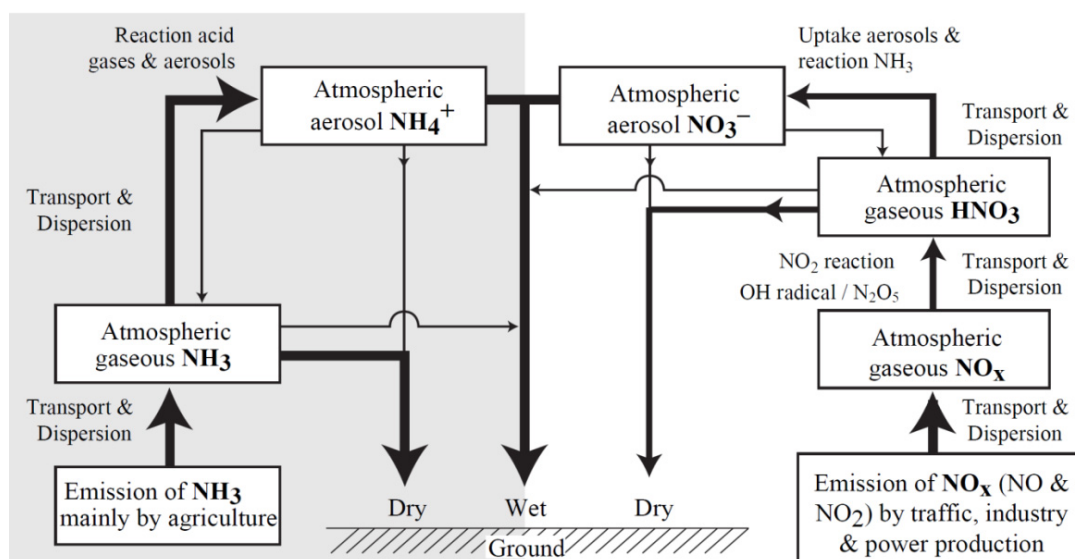 Reaction acid
gases & aerosols
Atmospheric
aerosol NH₄⁺
Atmospheric
aerosol NO₃⁻
Uptake aerosols &
reaction NH₃
Transport &
Dispersion
Transport &
Dispersion
Atmospheric
gaseous HNO₃
NO₂ reaction
OH radical / N₂O₅
Transport &
Dispersion
Atmospheric
gaseous NH₃
Atmospheric
gaseous NOₓ
Transport &
Dispersion
Transport &
Dispersion
Emission of NH₃
mainly by agriculture
Dry
Wet
Dry
Emission of NOₓ (NO &
NO₂) by traffic, industry
& power production
Ground